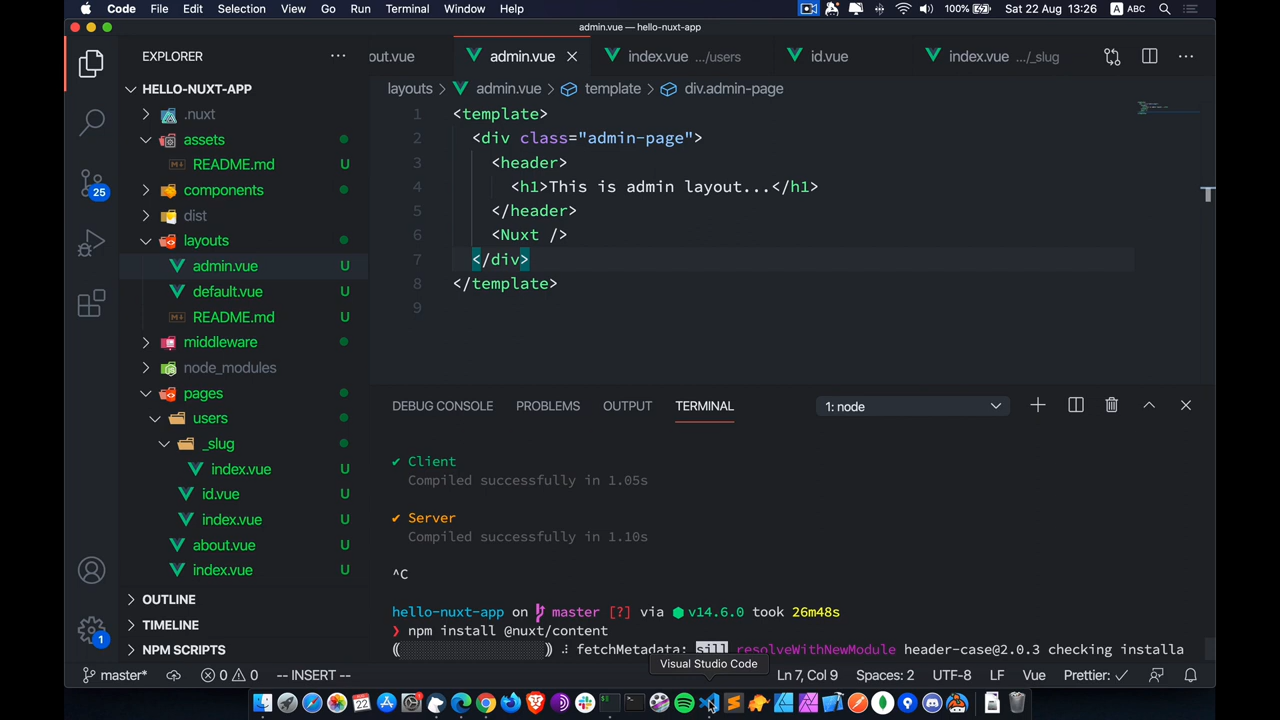 Code File Edit Selection View Go Run Terminal Window Help 100% Sat 22 Aug 13:26 A ABC
admin.vue — hello-nuxt-app
EXPLORER
out.vue
admin.vue
index.vue .../users
id.vue
index.vue .../_slug
layouts > admin.vue > template > div.admin-page
HELLO-NUXT-APP
.nuxt
assets
README.md U
components
dist
layouts
admin.vue U
default.vue U
README.md U
middleware
node_modules
pages
users
_slug
index.vue U
id.vue U
index.vue U
about.vue U
index.vue U
OUTLINE
TIMELINE
NPM SCRIPTS
25
1
1 <template>
2 <div class="admin-page">
3 <header>
4 <h1>This is admin layout...</h1>
5 </header>
6 <Nuxt />
7 </div>
8 </template>
9
DEBUG CONSOLE PROBLEMS OUTPUT TERMINAL 1: node
✔ Client
Compiled successfully in 1.05s
✔ Server
Compiled successfully in 1.10s
^C
hello-nuxt-app on master [?] via v14.6.0 took 26m48s
❯ npm install @nuxt/content
fetchMetadata: sill resolveWithNewModule header-case@2.0.3 checking installa
Visual Studio Code
master* 0 0 -- INSERT -- Ln 7, Col 9 Spaces: 2 UTF-8 LF Vue Prettier: ✓
22